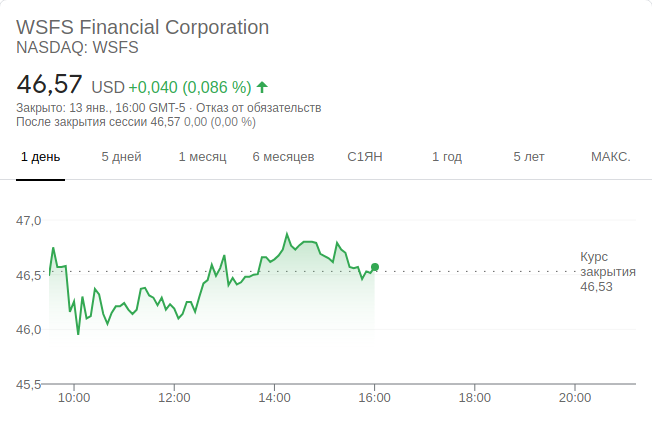 WSFS Financial Corporation
NASDAQ: WSFS
46,57 USD +0,040 (0,086 %)
Закрыто: 13 янв., 16:00 GMT-5 · Отказ от обязательств
После закрытия сессии 46,57 0,00 (0,00 %)
1 день 5 дней 1 месяц 6 месяцев С1ЯН 1 год 5 лет МАКС.
47,0
Курс
закрытия
46,53
46,5
46,0
45,5
10:00 12:00 14:00 16:00 18:00 20:00